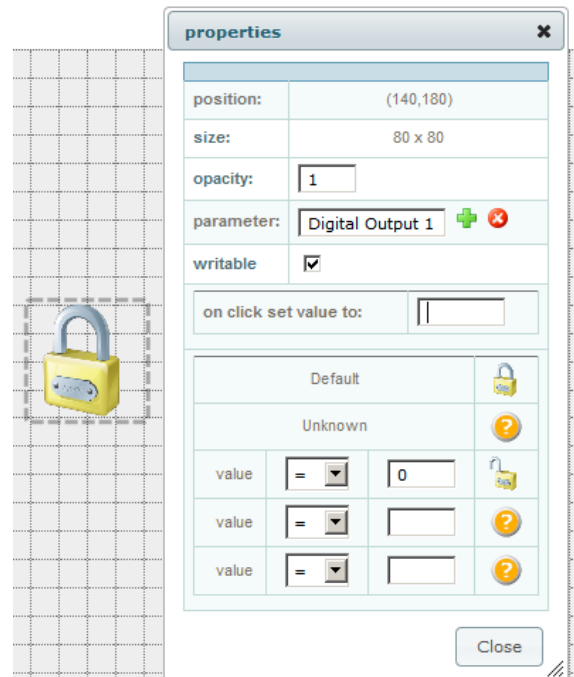 properties
position: (140,180)
size: 80 x 80
opacity: 1
parameter: Digital Output 1
writable
on click set value to:
Default
Unknown
value = 0
value =
value =
Close